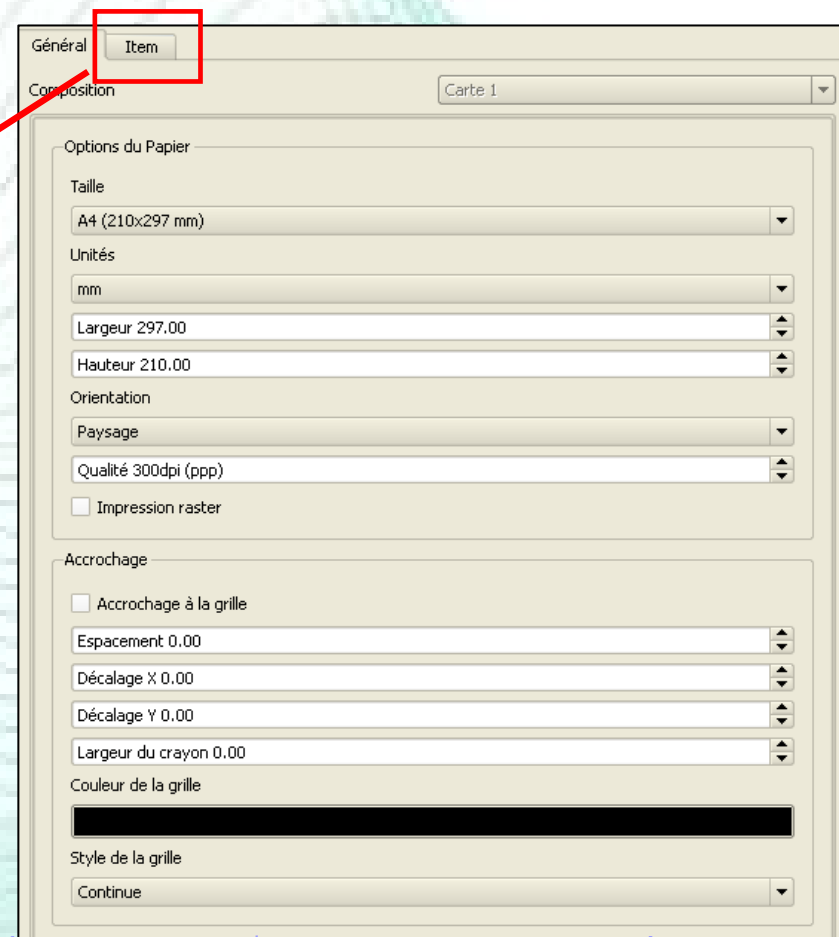 Général Item
Composition Carte 1
Options du Papier
Taille
A4 (210x297 mm)
Unités
mm
Largeur 297.00
Hauteur 210.00
Orientation
Paysage
Qualité 300dpi (ppp)
Impression raster
Accrochage
Accrochage à la grille
Espacement 0.00
Décalage X 0.00
Décalage Y 0.00
Largeur du crayon 0.00
Couleur de la grille
Style de la grille
Continue